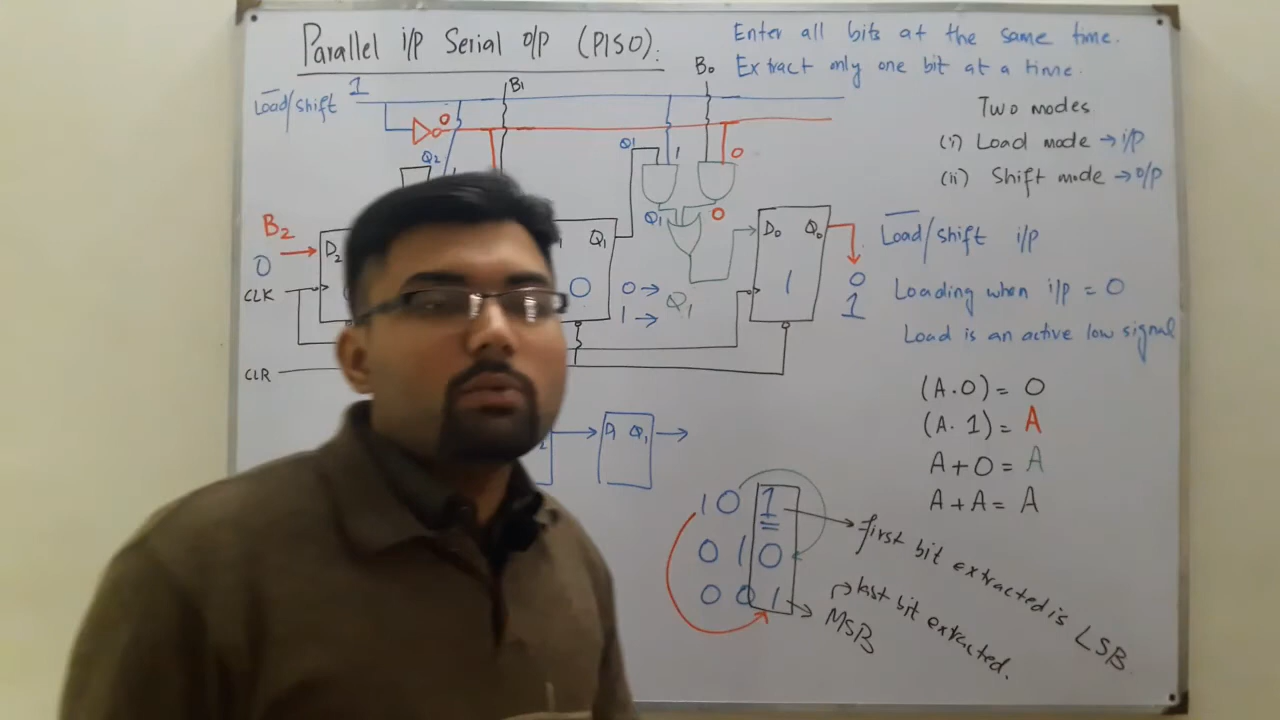 Parallel i/p Serial o/p (PISO).
Enter all bits at the same time.
Extract only one bit at a time.
B₁
B₀
Load/shift 1
0
Two modes
(i) Load mode → i/p
(ii) Shift mode → o/p
Q₂
Q₁
1
0
Q₁
0
B₂
0
D₂
Q₁
0
0 →
1 →
Q₁
D₀ Q₀
1
0
1
CLK
CLR
Load/shift i/p
Loading when i/p = 0
Load is an active low signal
(A.0) = 0
(A.1) = A
A+0 = A
A+A = A
Q₁
1 0 1 → first bit extracted is LSB
0 1 0
0 0 1 → MSB
→ last bit extracted.